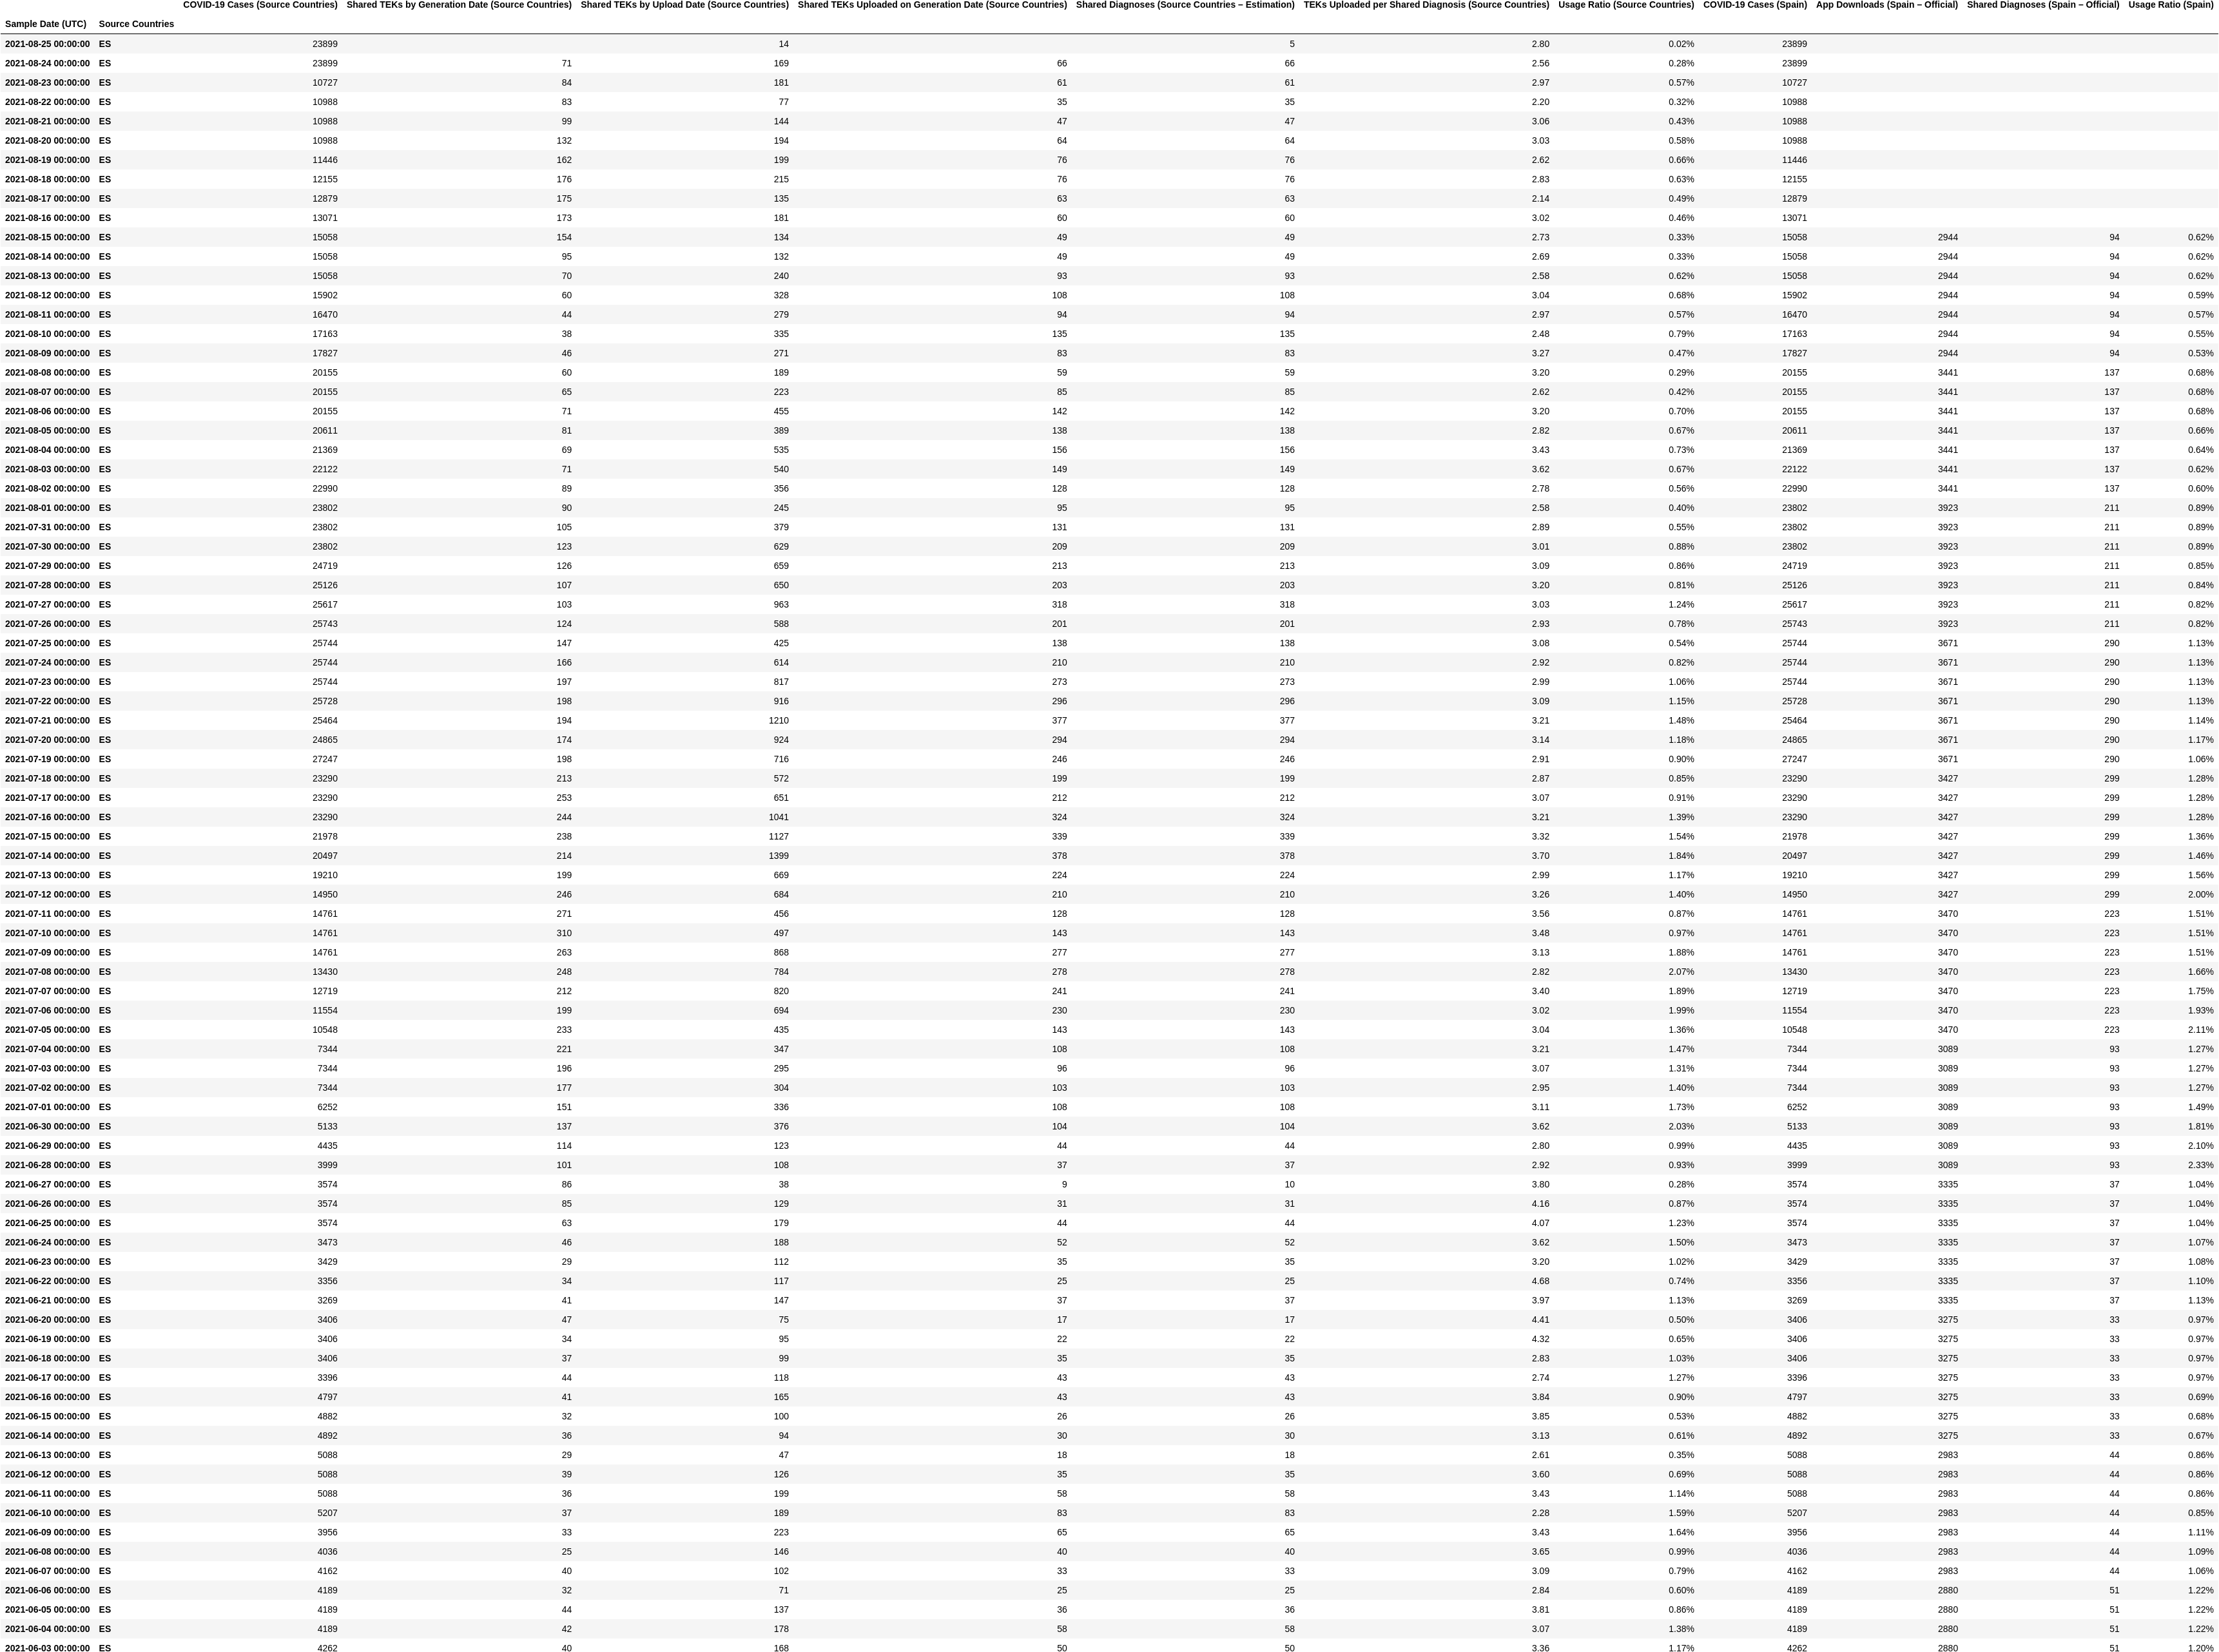 COVID-19 Cases (Source Countries) Shared TEKs by Generation Date (Source Countries) Shared TEKs by Upload Date (Source Countries) Shared TEKs Uploaded on Generation Date (Source Countries) Shared Diagnoses (Source Countries – Estimation) TEKs Uploaded per Shared Diagnosis (Source Countries) Usage Ratio (Source Countries) COVID-19 Cases (Spain) App Downloads (Spain – Official) Shared Diagnoses (Spain – Official) Usage Ratio (Spain)
Sample Date (UTC) Source Countries
2021-08-25 00:00:00 ES 23899 14 5 2.80 0.02% 23899
2021-08-24 00:00:00 ES 23899 71 169 66 66 2.56 0.28% 23899
2021-08-23 00:00:00 ES 10727 84 181 61 61 2.97 0.57% 10727
2021-08-22 00:00:00 ES 10988 83 77 35 35 2.20 0.32% 10988
2021-08-21 00:00:00 ES 10988 99 144 47 47 3.06 0.43% 10988
2021-08-20 00:00:00 ES 10988 132 194 64 64 3.03 0.58% 10988
2021-08-19 00:00:00 ES 11446 162 199 76 76 2.62 0.66% 11446
2021-08-18 00:00:00 ES 12155 176 215 76 76 2.83 0.63% 12155
2021-08-17 00:00:00 ES 12879 175 135 63 63 2.14 0.49% 12879
2021-08-16 00:00:00 ES 13071 173 181 60 60 3.02 0.46% 13071
2021-08-15 00:00:00 ES 15058 154 134 49 49 2.73 0.33% 15058 2944 94 0.62%
2021-08-14 00:00:00 ES 15058 95 132 49 49 2.69 0.33% 15058 2944 94 0.62%
2021-08-13 00:00:00 ES 15058 70 240 93 93 2.58 0.62% 15058 2944 94 0.62%
2021-08-12 00:00:00 ES 15902 60 328 108 108 3.04 0.68% 15902 2944 94 0.59%
2021-08-11 00:00:00 ES 16470 44 279 94 94 2.97 0.57% 16470 2944 94 0.57%
2021-08-10 00:00:00 ES 17163 38 335 135 135 2.48 0.79% 17163 2944 94 0.55%
2021-08-09 00:00:00 ES 17827 46 271 83 83 3.27 0.47% 17827 2944 94 0.53%
2021-08-08 00:00:00 ES 20155 60 189 59 59 3.20 0.29% 20155 3441 137 0.68%
2021-08-07 00:00:00 ES 20155 65 223 85 85 2.62 0.42% 20155 3441 137 0.68%
2021-08-06 00:00:00 ES 20155 71 455 142 142 3.20 0.70% 20155 3441 137 0.68%
2021-08-05 00:00:00 ES 20611 81 389 138 138 2.82 0.67% 20611 3441 137 0.66%
2021-08-04 00:00:00 ES 21369 69 535 156 156 3.43 0.73% 21369 3441 137 0.64%
2021-08-03 00:00:00 ES 22122 71 540 149 149 3.62 0.67% 22122 3441 137 0.62%
2021-08-02 00:00:00 ES 22990 89 356 128 128 2.78 0.56% 22990 3441 137 0.60%
2021-08-01 00:00:00 ES 23802 90 245 95 95 2.58 0.40% 23802 3923 211 0.89%
2021-07-31 00:00:00 ES 23802 105 379 131 131 2.89 0.55% 23802 3923 211 0.89%
2021-07-30 00:00:00 ES 23802 123 629 209 209 3.01 0.88% 23802 3923 211 0.89%
2021-07-29 00:00:00 ES 24719 126 659 213 213 3.09 0.86% 24719 3923 211 0.85%
2021-07-28 00:00:00 ES 25126 107 650 203 203 3.20 0.81% 25126 3923 211 0.84%
2021-07-27 00:00:00 ES 25617 103 963 318 318 3.03 1.24% 25617 3923 211 0.82%
2021-07-26 00:00:00 ES 25743 124 588 201 201 2.93 0.78% 25743 3923 211 0.82%
2021-07-25 00:00:00 ES 25744 147 425 138 138 3.08 0.54% 25744 3671 290 1.13%
2021-07-24 00:00:00 ES 25744 166 614 210 210 2.92 0.82% 25744 3671 290 1.13%
2021-07-23 00:00:00 ES 25744 197 817 273 273 2.99 1.06% 25744 3671 290 1.13%
2021-07-22 00:00:00 ES 25728 198 916 296 296 3.09 1.15% 25728 3671 290 1.13%
2021-07-21 00:00:00 ES 25464 194 1210 377 377 3.21 1.48% 25464 3671 290 1.14%
2021-07-20 00:00:00 ES 24865 174 924 294 294 3.14 1.18% 24865 3671 290 1.17%
2021-07-19 00:00:00 ES 27247 198 716 246 246 2.91 0.90% 27247 3671 290 1.06%
2021-07-18 00:00:00 ES 23290 213 572 199 199 2.87 0.85% 23290 3427 299 1.28%
2021-07-17 00:00:00 ES 23290 253 651 212 212 3.07 0.91% 23290 3427 299 1.28%
2021-07-16 00:00:00 ES 23290 244 1041 324 324 3.21 1.39% 23290 3427 299 1.28%
2021-07-15 00:00:00 ES 21978 238 1127 339 339 3.32 1.54% 21978 3427 299 1.36%
2021-07-14 00:00:00 ES 20497 214 1399 378 378 3.70 1.84% 20497 3427 299 1.46%
2021-07-13 00:00:00 ES 19210 199 669 224 224 2.99 1.17% 19210 3427 299 1.56%
2021-07-12 00:00:00 ES 14950 246 684 210 210 3.26 1.40% 14950 3427 299 2.00%
2021-07-11 00:00:00 ES 14761 271 456 128 128 3.56 0.87% 14761 3470 223 1.51%
2021-07-10 00:00:00 ES 14761 310 497 143 143 3.48 0.97% 14761 3470 223 1.51%
2021-07-09 00:00:00 ES 14761 263 868 277 277 3.13 1.88% 14761 3470 223 1.51%
2021-07-08 00:00:00 ES 13430 248 784 278 278 2.82 2.07% 13430 3470 223 1.66%
2021-07-07 00:00:00 ES 12719 212 820 241 241 3.40 1.89% 12719 3470 223 1.75%
2021-07-06 00:00:00 ES 11554 199 694 230 230 3.02 1.99% 11554 3470 223 1.93%
2021-07-05 00:00:00 ES 10548 233 435 143 143 3.04 1.36% 10548 3470 223 2.11%
2021-07-04 00:00:00 ES 7344 221 347 108 108 3.21 1.47% 7344 3089 93 1.27%
2021-07-03 00:00:00 ES 7344 196 295 96 96 3.07 1.31% 7344 3089 93 1.27%
2021-07-02 00:00:00 ES 7344 177 304 103 103 2.95 1.40% 7344 3089 93 1.27%
2021-07-01 00:00:00 ES 6252 151 336 108 108 3.11 1.73% 6252 3089 93 1.49%
2021-06-30 00:00:00 ES 5133 137 376 104 104 3.62 2.03% 5133 3089 93 1.81%
2021-06-29 00:00:00 ES 4435 114 123 44 44 2.80 0.99% 4435 3089 93 2.10%
2021-06-28 00:00:00 ES 3999 101 108 37 37 2.92 0.93% 3999 3089 93 2.33%
2021-06-27 00:00:00 ES 3574 86 38 9 10 3.80 0.28% 3574 3335 37 1.04%
2021-06-26 00:00:00 ES 3574 85 129 31 31 4.16 0.87% 3574 3335 37 1.04%
2021-06-25 00:00:00 ES 3574 63 179 44 44 4.07 1.23% 3574 3335 37 1.04%
2021-06-24 00:00:00 ES 3473 46 188 52 52 3.62 1.50% 3473 3335 37 1.07%
2021-06-23 00:00:00 ES 3429 29 112 35 35 3.20 1.02% 3429 3335 37 1.08%
2021-06-22 00:00:00 ES 3356 34 117 25 25 4.68 0.74% 3356 3335 37 1.10%
2021-06-21 00:00:00 ES 3269 41 147 37 37 3.97 1.13% 3269 3335 37 1.13%
2021-06-20 00:00:00 ES 3406 47 75 17 17 4.41 0.50% 3406 3275 33 0.97%
2021-06-19 00:00:00 ES 3406 34 95 22 22 4.32 0.65% 3406 3275 33 0.97%
2021-06-18 00:00:00 ES 3406 37 99 35 35 2.83 1.03% 3406 3275 33 0.97%
2021-06-17 00:00:00 ES 3396 44 118 43 43 2.74 1.27% 3396 3275 33 0.97%
2021-06-16 00:00:00 ES 4797 41 165 43 43 3.84 0.90% 4797 3275 33 0.69%
2021-06-15 00:00:00 ES 4882 32 100 26 26 3.85 0.53% 4882 3275 33 0.68%
2021-06-14 00:00:00 ES 4892 36 94 30 30 3.13 0.61% 4892 3275 33 0.67%
2021-06-13 00:00:00 ES 5088 29 47 18 18 2.61 0.35% 5088 2983 44 0.86%
2021-06-12 00:00:00 ES 5088 39 126 35 35 3.60 0.69% 5088 2983 44 0.86%
2021-06-11 00:00:00 ES 5088 36 199 58 58 3.43 1.14% 5088 2983 44 0.86%
2021-06-10 00:00:00 ES 5207 37 189 83 83 2.28 1.59% 5207 2983 44 0.85%
2021-06-09 00:00:00 ES 3956 33 223 65 65 3.43 1.64% 3956 2983 44 1.11%
2021-06-08 00:00:00 ES 4036 25 146 40 40 3.65 0.99% 4036 2983 44 1.09%
2021-06-07 00:00:00 ES 4162 40 102 33 33 3.09 0.79% 4162 2983 44 1.06%
2021-06-06 00:00:00 ES 4189 32 71 25 25 2.84 0.60% 4189 2880 51 1.22%
2021-06-05 00:00:00 ES 4189 44 137 36 36 3.81 0.86% 4189 2880 51 1.22%
2021-06-04 00:00:00 ES 4189 42 178 58 58 3.07 1.38% 4189 2880 51 1.22%
2021-06-03 00:00:00 ES 4262 40 168 50 50 3.36 1.17% 4262 2880 51 1.20%